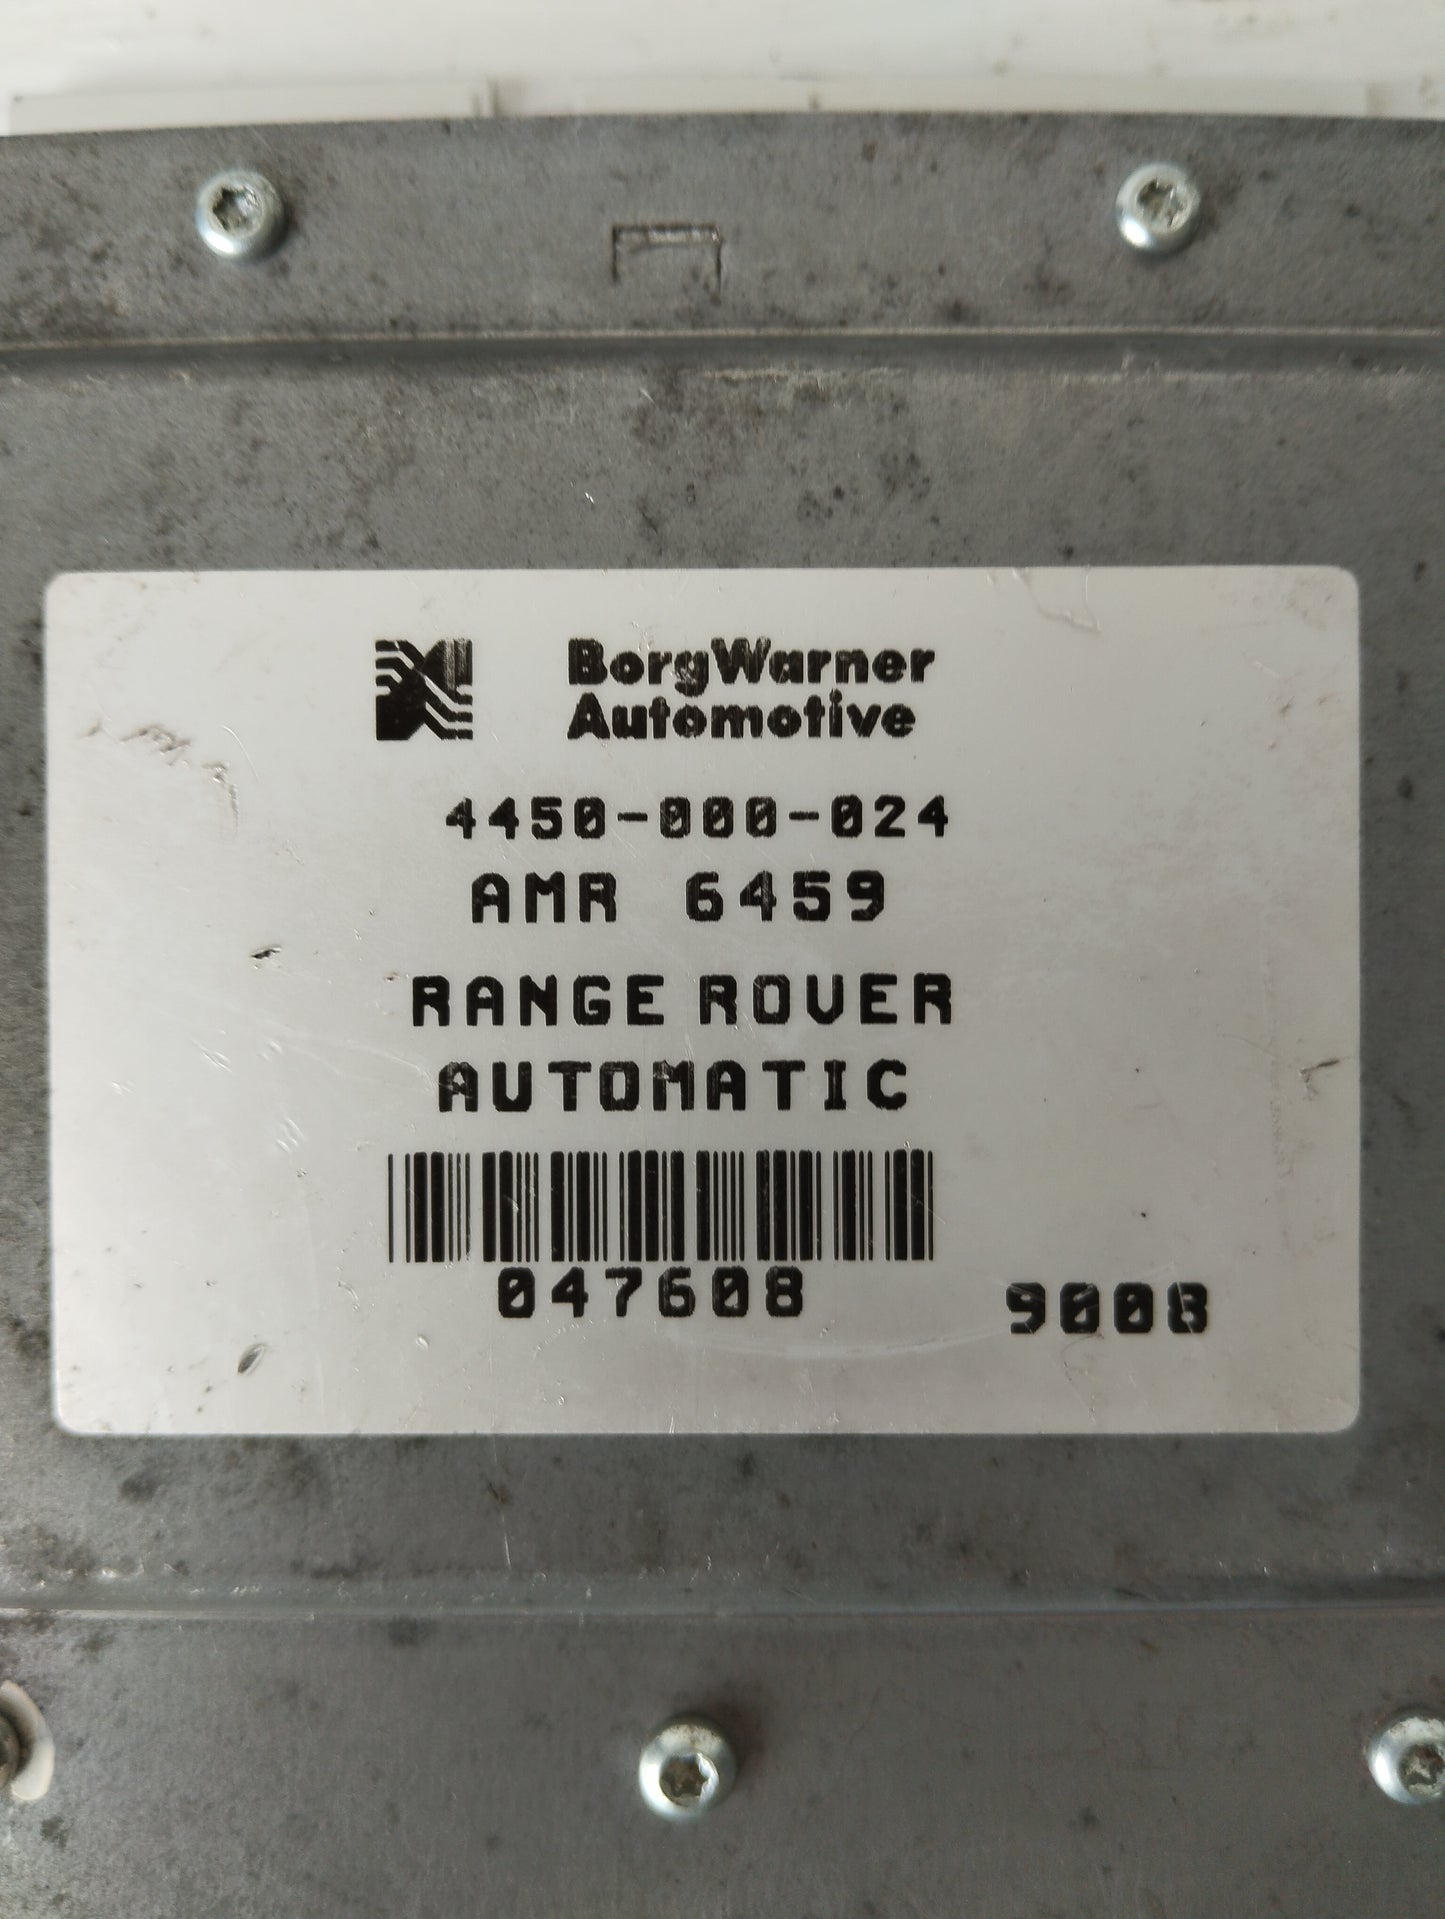 BorgWarner
Automotive
4450-000-024
AMR 6459
RANGE ROVER
AUTOMATIC
047608
9008